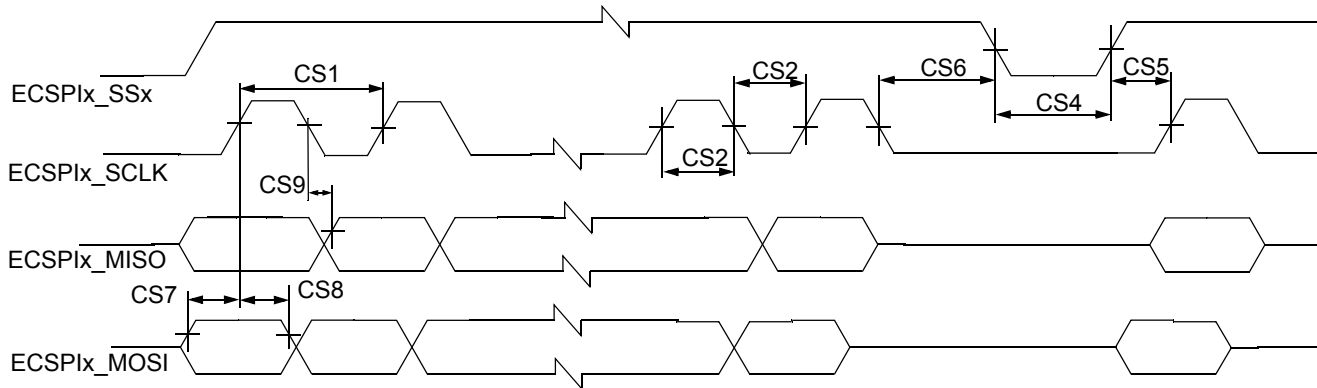 CS1
CS2
CS6
CS5
ECSPIx_SSx
CS4
ECSPIx_SCLK
CS2
CS9
ECSPIx_MISO
CS7
CS8
ECSPIx_MOSI